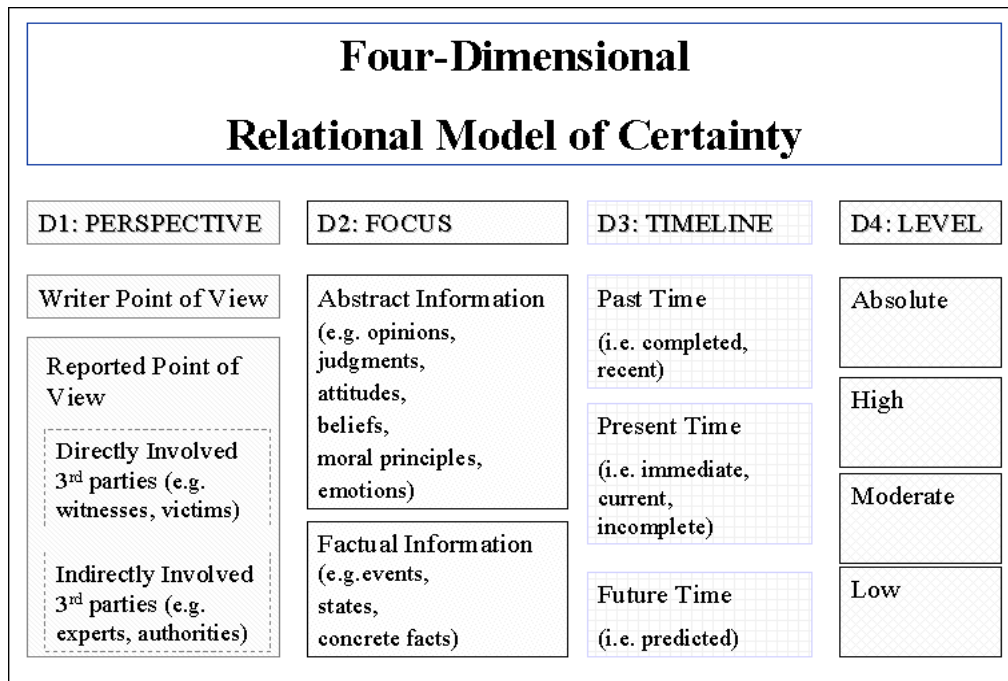 Four-Dimensional
Relational Model of Certainty
D1: PERSPECTIVE
Writer Point of View
Reported Point of
View
Directly Involved
3rd parties (e.g.
witnesses, victims)
Indirectly Involved
3rd parties (e.g.
experts, authorities)
D2: FOCUS
Abstract Information
(e.g. opinions,
judgments,
attitudes,
beliefs,
moral principles,
emotions)
Factual Information
(e.g.events,
states,
concrete facts)
D3: TIMELINE
Past Time
(i.e. completed,
recent)
Present Time
(i.e. immediate,
current,
incomplete)
Future Time
(i.e. predicted)
D4: LEVEL
Absolute
High
Moderate
Low